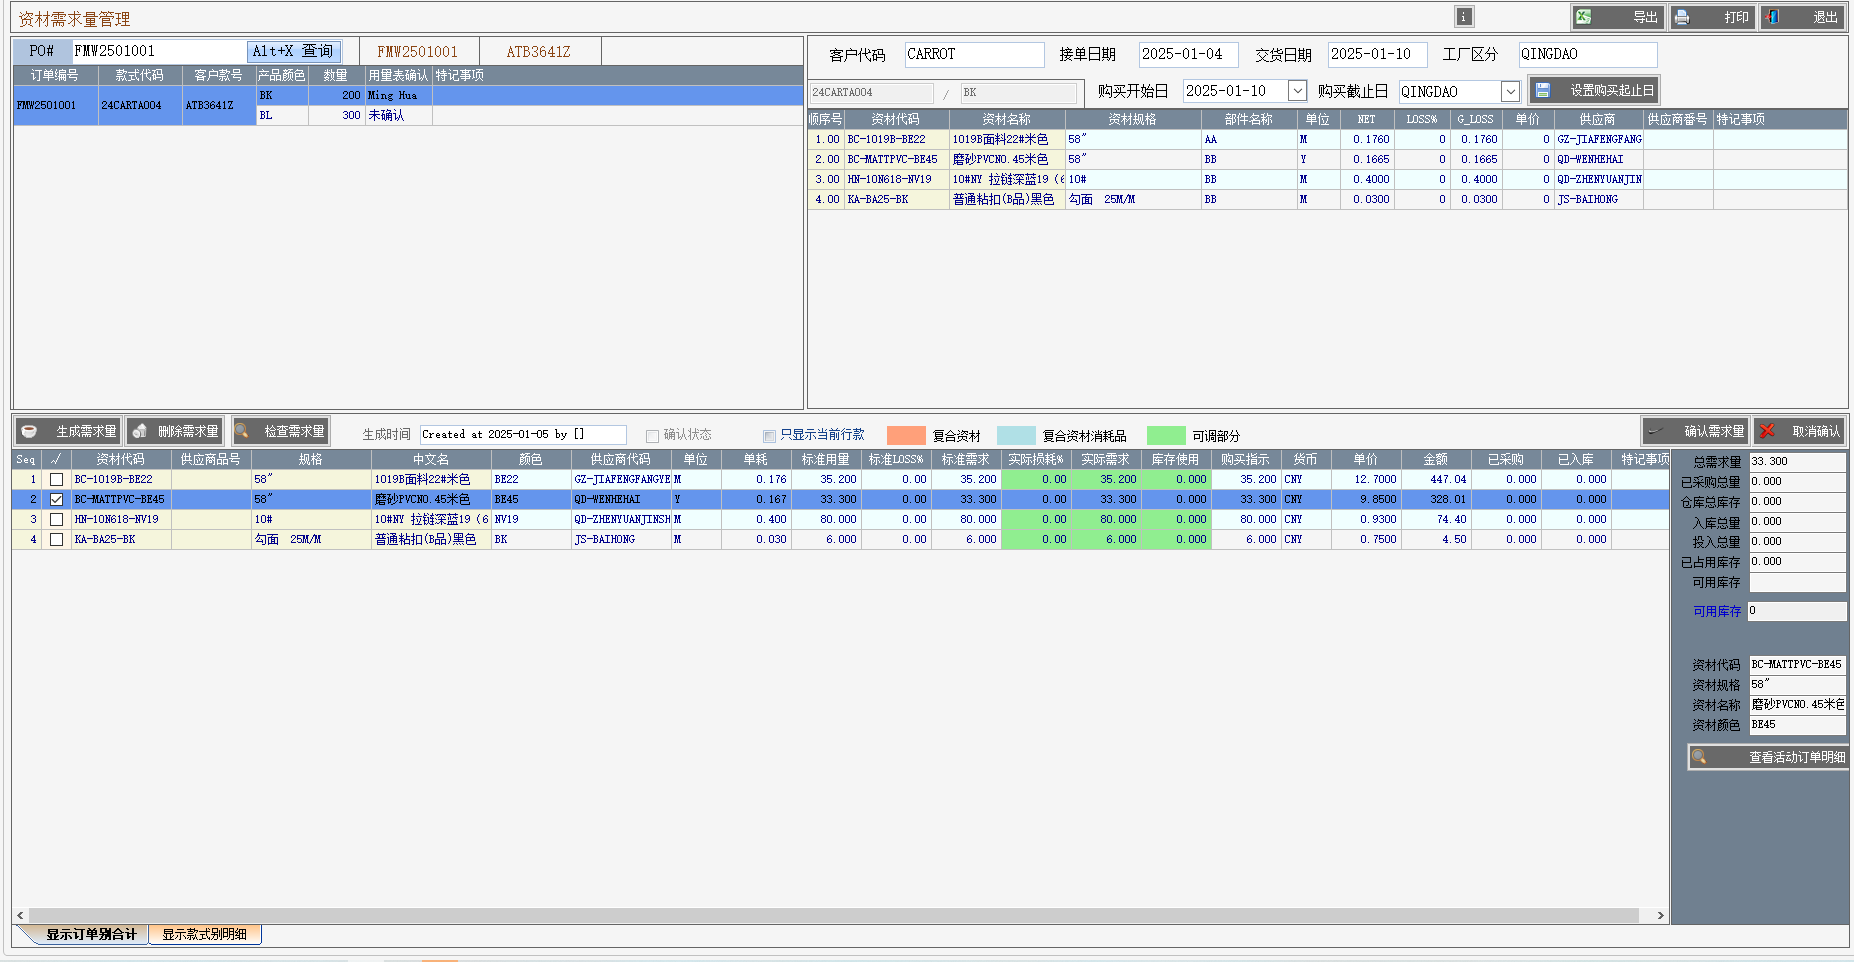 资材需求量管理
i 导出 打印 退出
PO# FMW2501001 Alt+X 查询 FMW2501001 ATB3641Z
订单编号 款式代码 客户款号 产品颜色 数量 用量表确认 特记事项
FMW2501001 24CARTA004 ATB3641Z BK 200 Ming Hua
BL 300 未确认
客户代码 CARROT 接单日期 2025-01-04 交货日期 2025-01-10 工厂区分 QINGDAO
24CARTA004 / BK 购买开始日 2025-01-10 购买截止日 QINGDAO 设置购买起止日
顺序号 资材代码 资材名称 资材规格 部件名称 单位 NET LOSS% G_LOSS 单价 供应商 供应商番号 特记事项
1.00 BC-1019B-BE22 1019B面料22#米色 58" AA M 0.1760 0 0.1760 0 GZ-JIAFENGFANG
2.00 BC-MATTPVC-BE45 磨砂PVCNO.45米色 58" BB Y 0.1665 0 0.1665 0 QD-WENHEHAI
3.00 HN-10N618-NV19 10#NY 拉链深蓝19（6 10# BB M 0.4000 0 0.4000 0 QD-ZHENYUANJIN
4.00 KA-BA25-BK 普通粘扣(B品)黑色 勾面 25M/M BB M 0.0300 0 0.0300 0 JS-BAIHONG
生成需求量 删除需求量 检查需求量 生成时间 Created at 2025-01-05 by [] 确认状态 只显示当前行款 复合资材 复合资材消耗品 可调部分 确认需求量 取消确认
Seq √ 资材代码 供应商品号 规格 中文名 颜色 供应商代码 单位 单耗 标准用量 标准LOSS% 标准需求 实际损耗% 实际需求 库存使用 购买指示 货币 单价 金额 已采购 已入库 特记事项
1 BC-1019B-BE22 58" 1019B面料22#米色 BE22 GZ-JIAFENGFANGYE M 0.176 35.200 0.00 35.200 0.00 35.200 0.000 35.200 CNY 12.7000 447.04 0.000 0.000
2 BC-MATTPVC-BE45 58" 磨砂PVCNO.45米色 BE45 QD-WENHEHAI Y 0.167 33.300 0.00 33.300 0.00 33.300 0.000 33.300 CNY 9.8500 328.01 0.000 0.000
3 HN-10N618-NV19 10# 10#NY 拉链深蓝19（6 NV19 QD-ZHENYUANJINSH M 0.400 80.000 0.00 80.000 0.00 80.000 0.000 80.000 CNY 0.9300 74.40 0.000 0.000
4 KA-BA25-BK 勾面 25M/M 普通粘扣(B品)黑色 BK JS-BAIHONG M 0.030 6.000 0.00 6.000 0.00 6.000 0.000 6.000 CNY 0.7500 4.50 0.000 0.000
总需求量 33.300
已采购总量 0.000
仓库总库存 0.000
入库总量 0.000
投入总量 0.000
已占用库存 0.000
可用库存
可用库存 0
资材代码 BC-MATTPVC-BE45
资材规格 58"
资材名称 磨砂PVCNO.45米色
资材颜色 BE45
查看活动订单明细
显示订单别合计 显示款式别明细